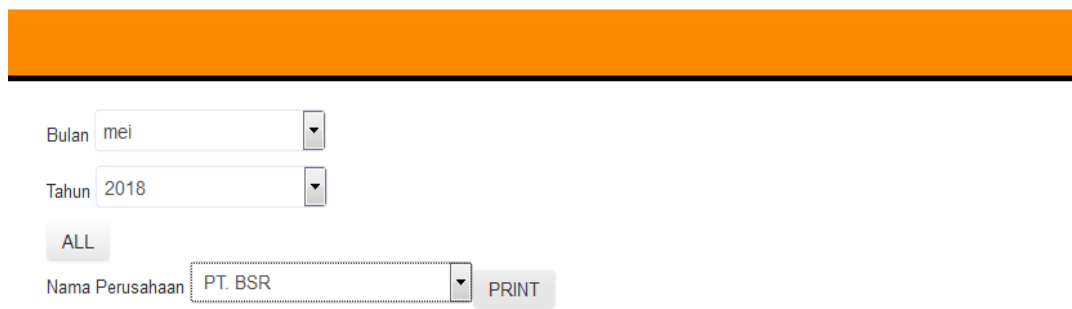 Bulan mei
Tahun 2018
ALL
Nama Perusahaan PT. BSR PRINT